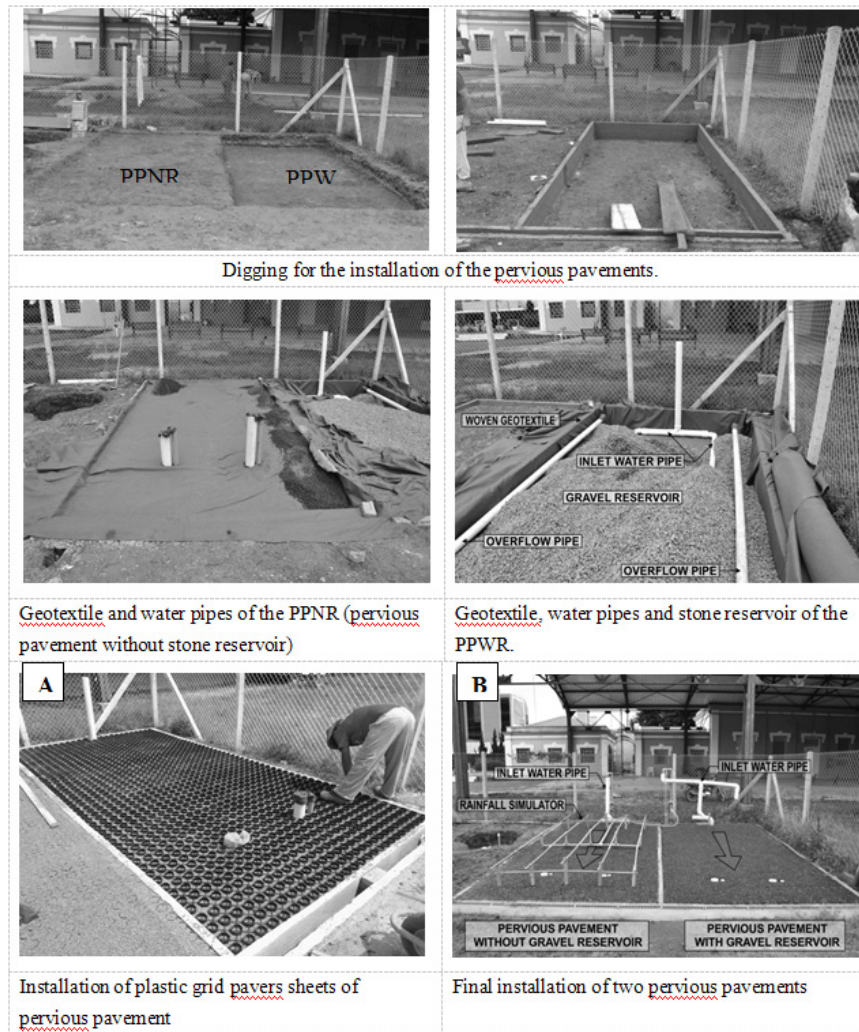 PPNR
PPW
Digging for the installation of the pervious pavements.
WOVEN GEOTEXTILE
INLET WATER PIPE
GRAVEL RESERVOIR
OVERFLOW PIPE
OVERFLOW PIPE
Geotextile and water pipes of the PPNR (pervious
pavement without stone reservoir)
Geotextile, water pipes and stone reservoir of the
PPWR.
A
B
INLET WATER PIPE
INLET WATER PIPE
RAINFALL SIMULATOR
PERVIOUS PAVEMENT
WITHOUT GRAVEL RESERVOIR
PERVIOUS PAVEMENT
WITH GRAVEL RESERVOIR
Installation of plastic grid pavers sheets of
pervious pavement
Final installation of two pervious pavements